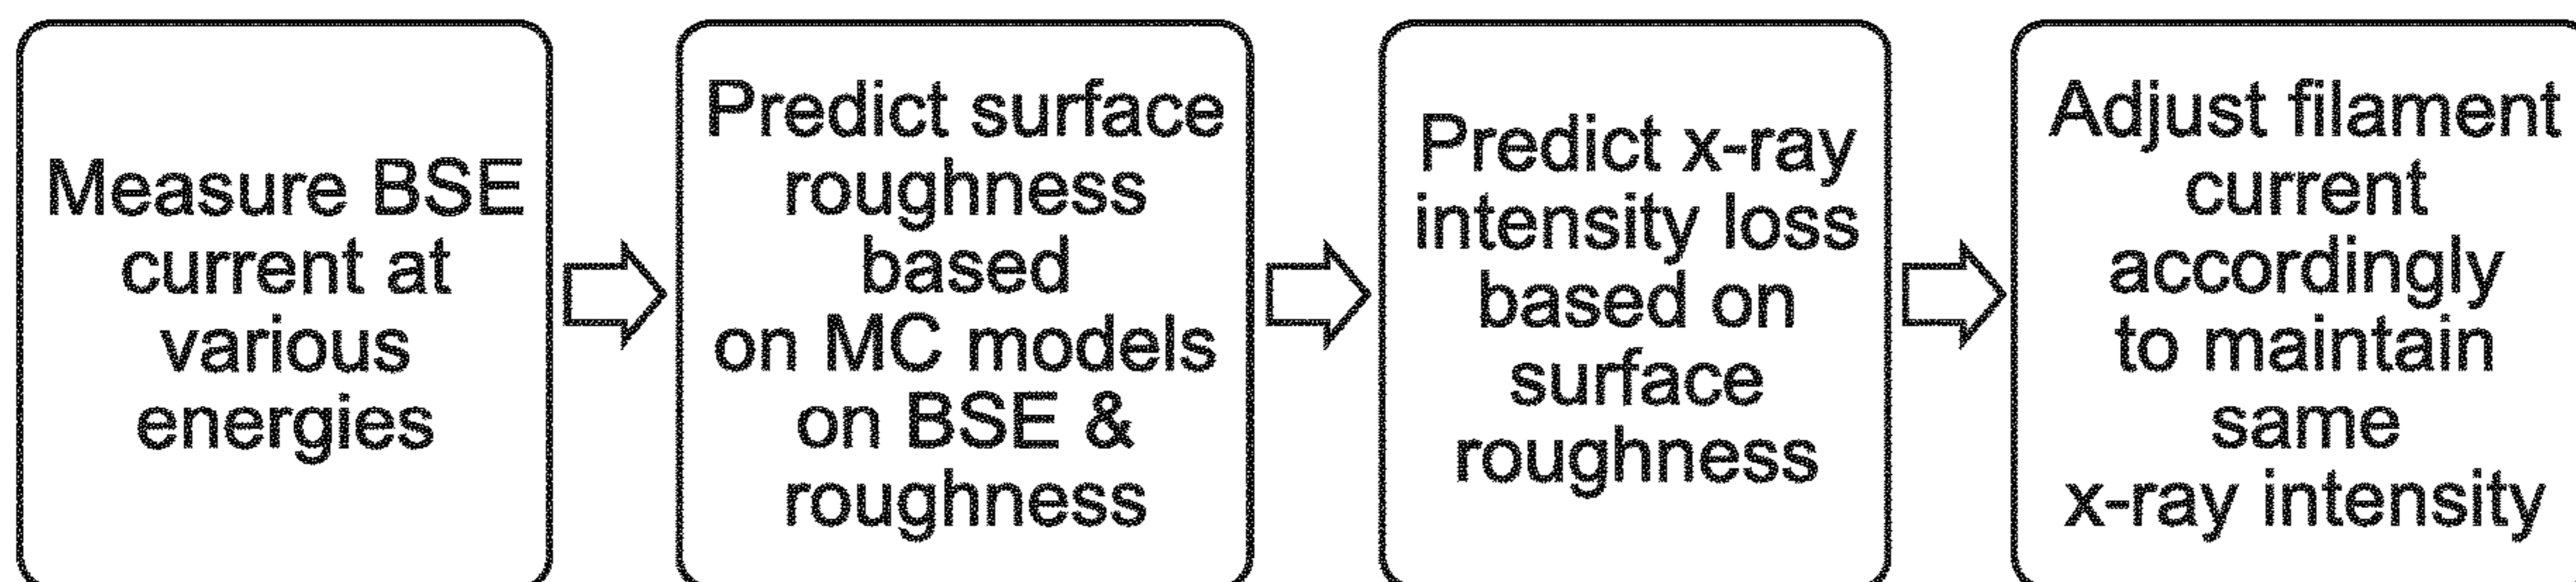 Measure BSE
current at
various
energies
Predict surface
roughness
based
on MC models
on BSE &
roughness
Predict x-ray
intensity loss
based on
surface
roughness
Adjust filament
current
accordingly
to maintain
same
x-ray intensity